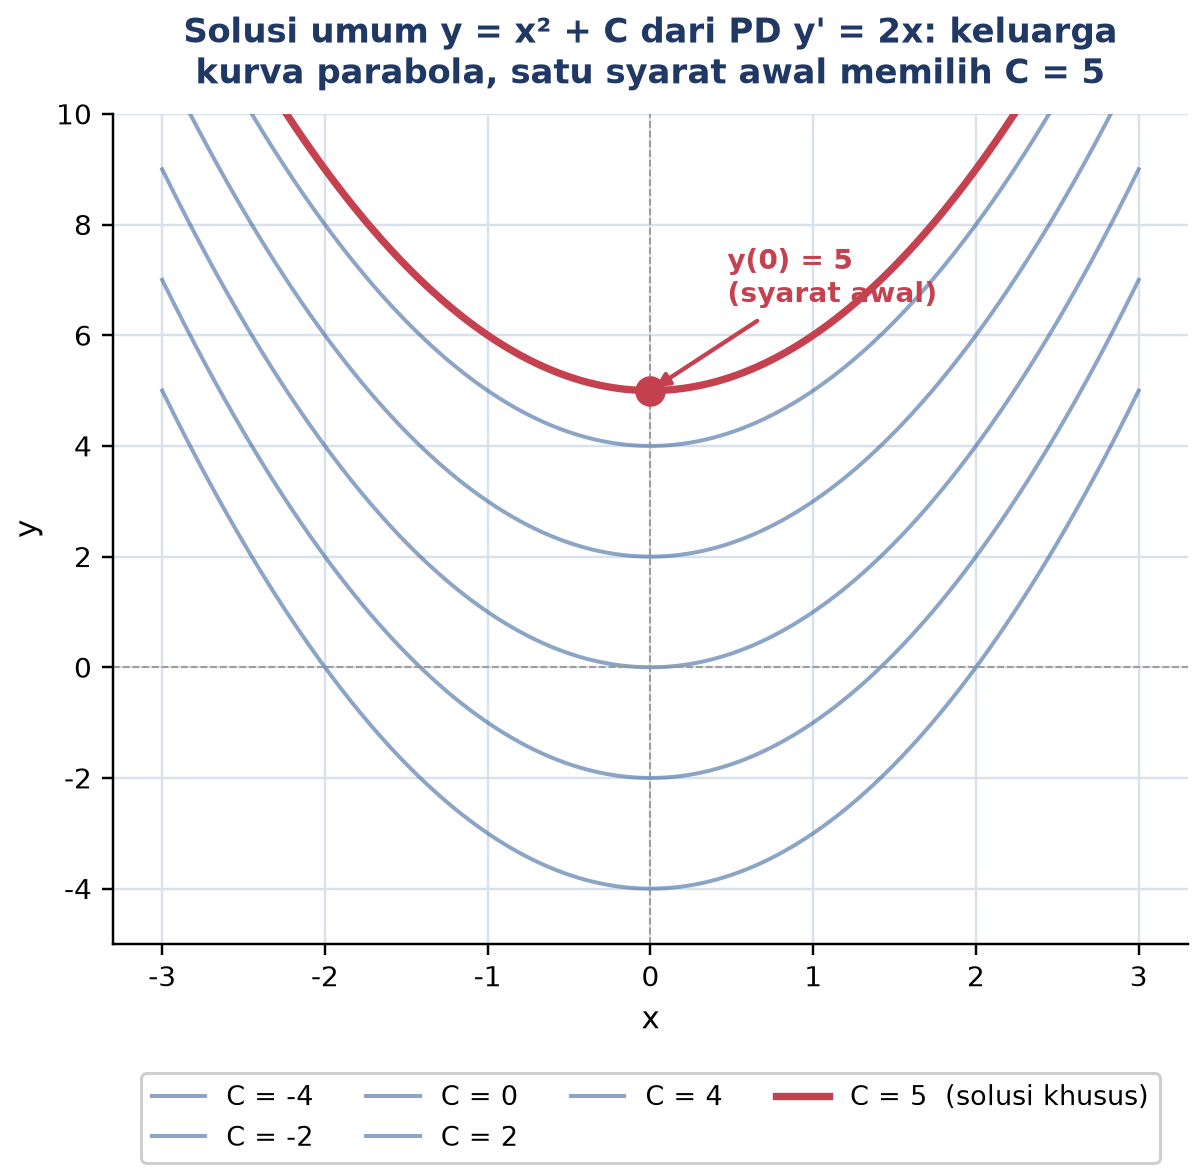 Solusi umum y = x² + C dari PD y' = 2x: keluarga
kurva parabola, satu syarat awal memilih C = 5
10
8
6
4
2
0
-2
-4
y
y(0) = 5
(syarat awal)
-3 -2 -1 0 1 2 3
x
C = -4 C = 0 C = 4 C = 5 (solusi khusus)
C = -2 C = 2